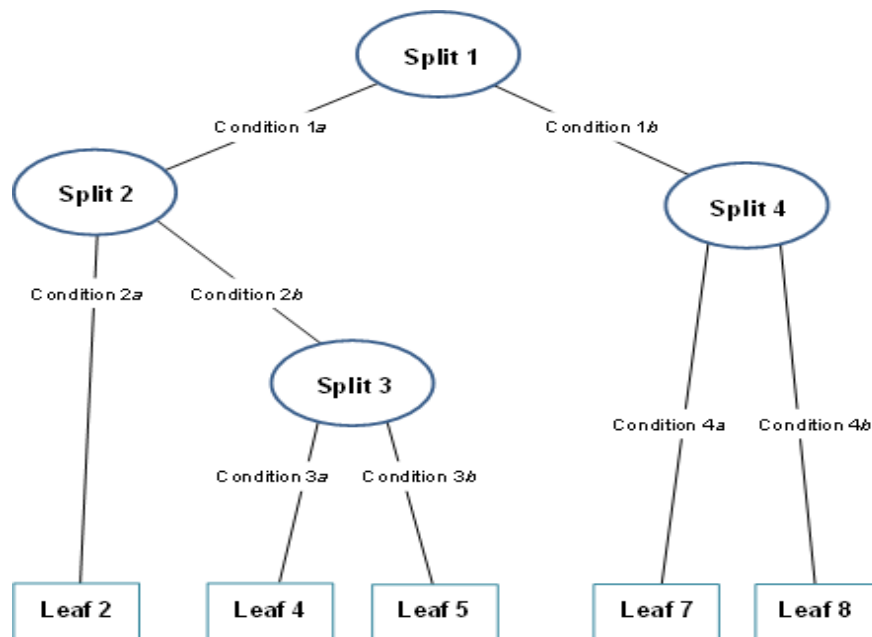 Split 1
Condition 1a
Condition 1b
Split 2
Split 4
Condition 2a
Condition 2b
Split 3
Condition 4a
Condition 4b
Condition 3a
Condition 3b
Leaf 2
Leaf 4
Leaf 5
Leaf 7
Leaf 8